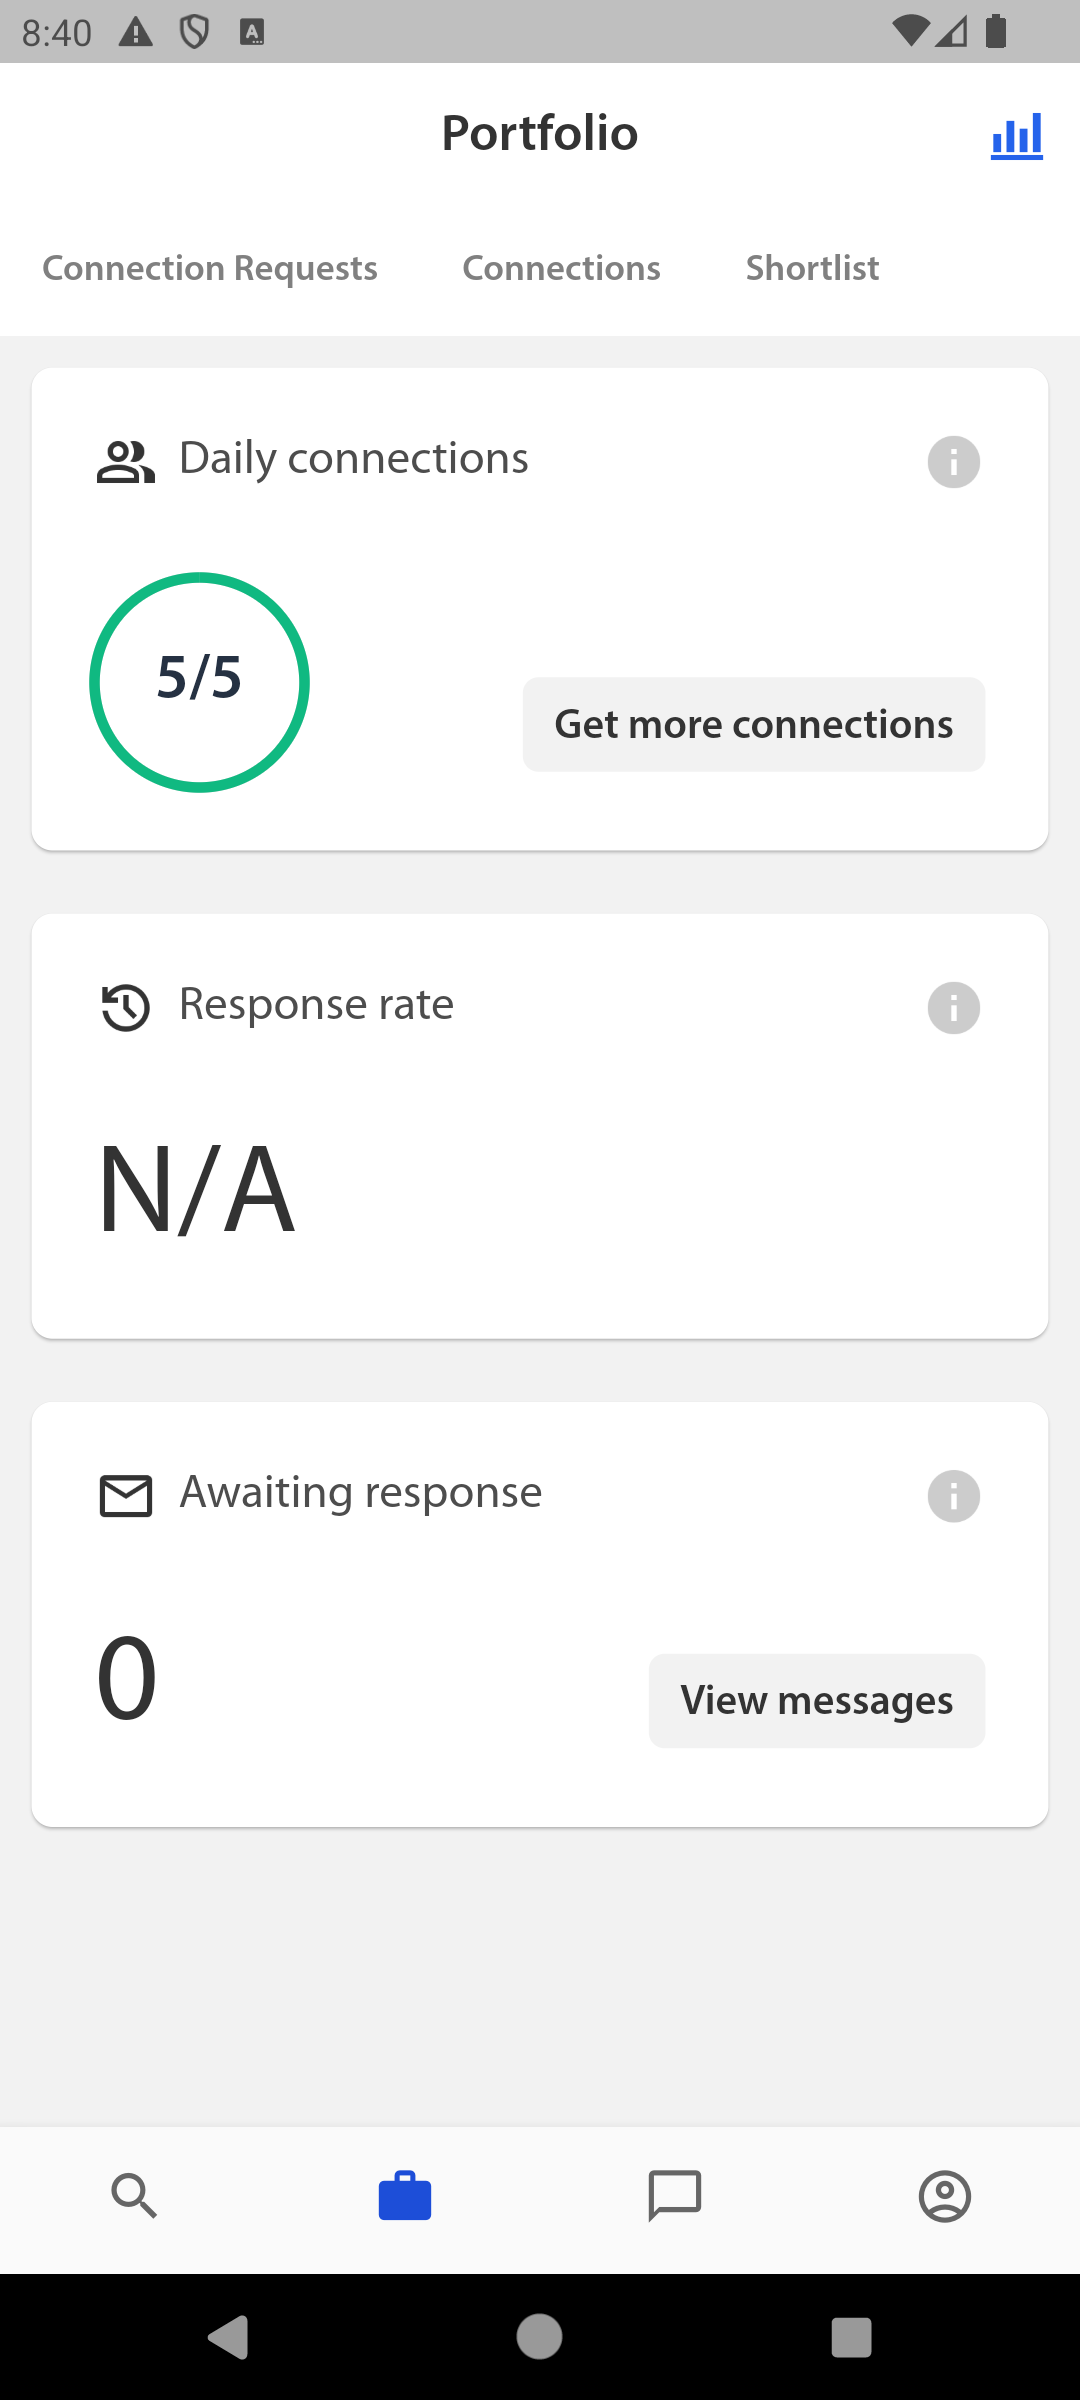 8:40
Portfolio
Connection Requests Connections Shortlist
Daily connections
5/5
Get more connections
Response rate
N/A
Awaiting response
0
View messages